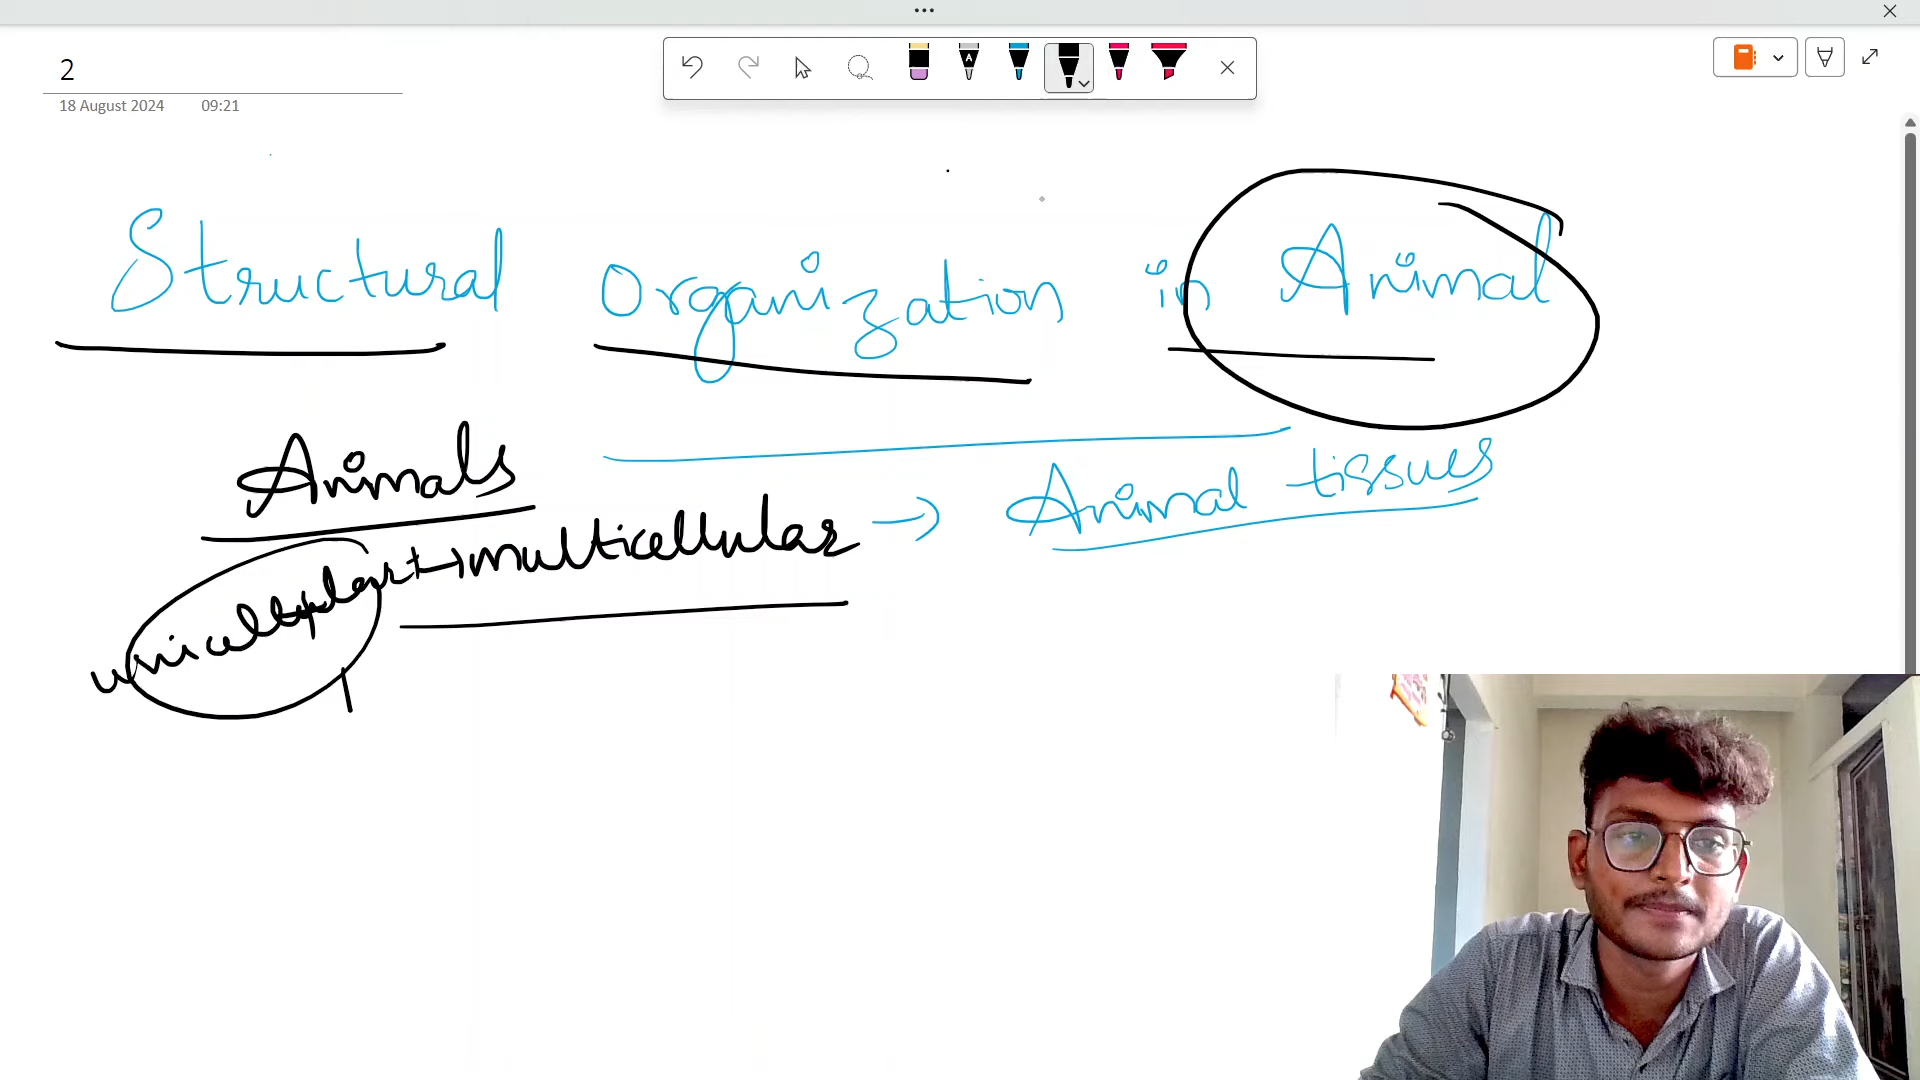 2
18 August 2024 09:21
Structural Organization in Animal
Animals
Animal tissues
multicellular